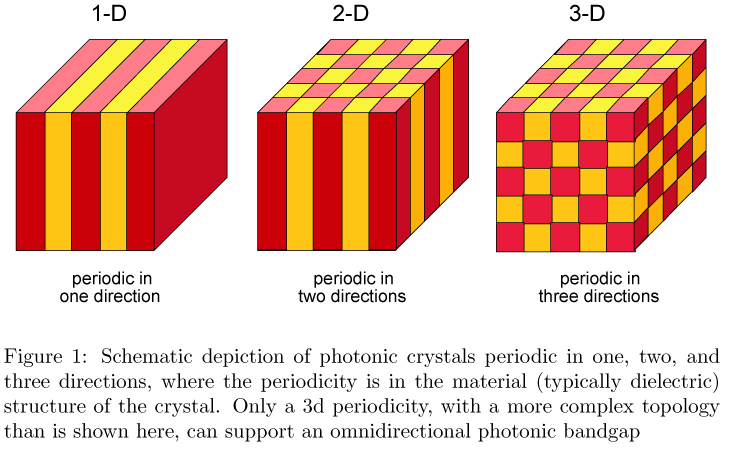 1-D
2-D
3-D
periodic in
one direction
periodic in
two directions
periodic in
three directions
Figure 1: Schematic depiction of photonic crystals periodic in one, two, and
three directions, where the periodicity is in the material (typically dielectric)
structure of the crystal. Only a 3d periodicity, with a more complex topology
than is shown here, can support an omnidirectional photonic bandgap